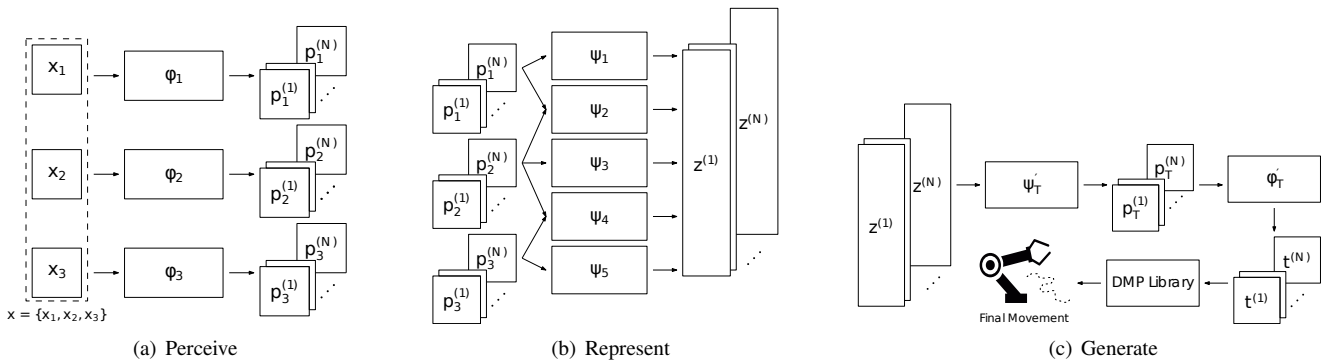 x₁
φ₁
p₁⁽ᴺ⁾
p₁⁽¹⁾
⋰
x₂
φ₂
p₂⁽ᴺ⁾
p₂⁽¹⁾
⋰
x₃
φ₃
p₃⁽ᴺ⁾
p₃⁽¹⁾
⋰
x = {x₁, x₂, x₃}
(a) Perceive
p₁⁽ᴺ⁾
p₁⁽¹⁾
⋰
p₂⁽ᴺ⁾
p₂⁽¹⁾
⋰
p₃⁽ᴺ⁾
p₃⁽¹⁾
⋰
ψ₁
ψ₂
ψ₃
ψ₄
ψ₅
z⁽¹⁾
z⁽ᴺ⁾
⋰
(b) Represent
z⁽¹⁾
z⁽ᴺ⁾
⋰
ψ′_T
p_T⁽ᴺ⁾
p_T⁽¹⁾
⋰
φ′_T
t⁽ᴺ⁾
t⁽¹⁾
⋰
DMP Library
Final Movement
(c) Generate